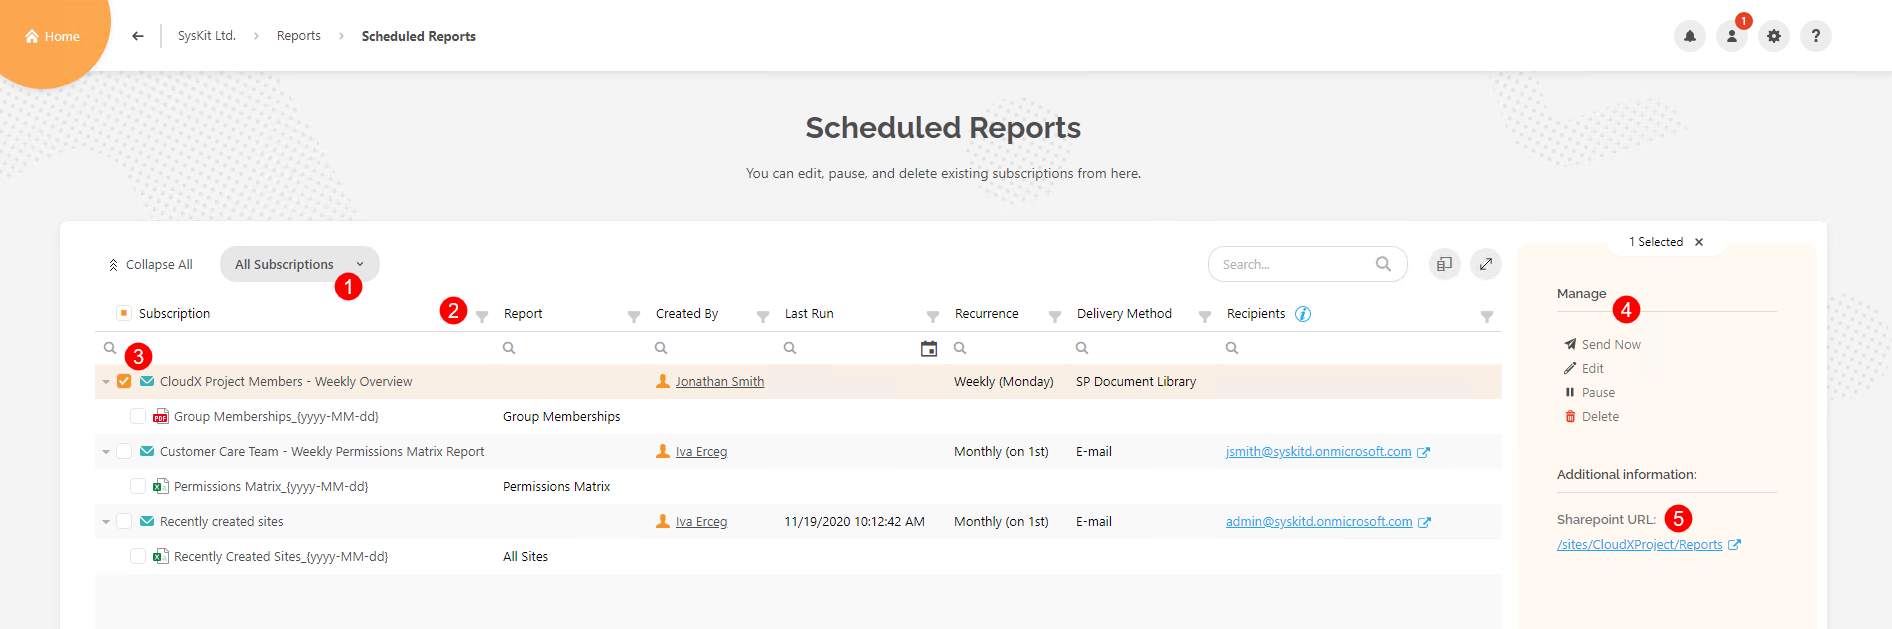 Home
SysKit Ltd. > Reports > Scheduled Reports
1
?
Scheduled Reports
You can edit, pause, and delete existing subscriptions from here.
Collapse All
All Subscriptions
1
Search...
1 Selected ×
2
Subscription Report Created By Last Run Recurrence Delivery Method Recipients i
3
CloudX Project Members - Weekly Overview Jonathan Smith Weekly (Monday) SP Document Library
PDF Group Memberships_{yyyy-MM-dd} Group Memberships
Customer Care Team - Weekly Permissions Matrix Report Iva Erceg Monthly (on 1st) E-mail jsmith@syskitd.onmicrosoft.com
Permissions Matrix_{yyyy-MM-dd} Permissions Matrix
Recently created sites Iva Erceg 11/19/2020 10:12:42 AM Monthly (on 1st) E-mail admin@syskitd.onmicrosoft.com
Recently Created Sites_{yyyy-MM-dd} All Sites
Manage
4
Send Now
Edit
Pause
Delete
Additional information:
Sharepoint URL: 5
/sites/CloudXProject/Reports